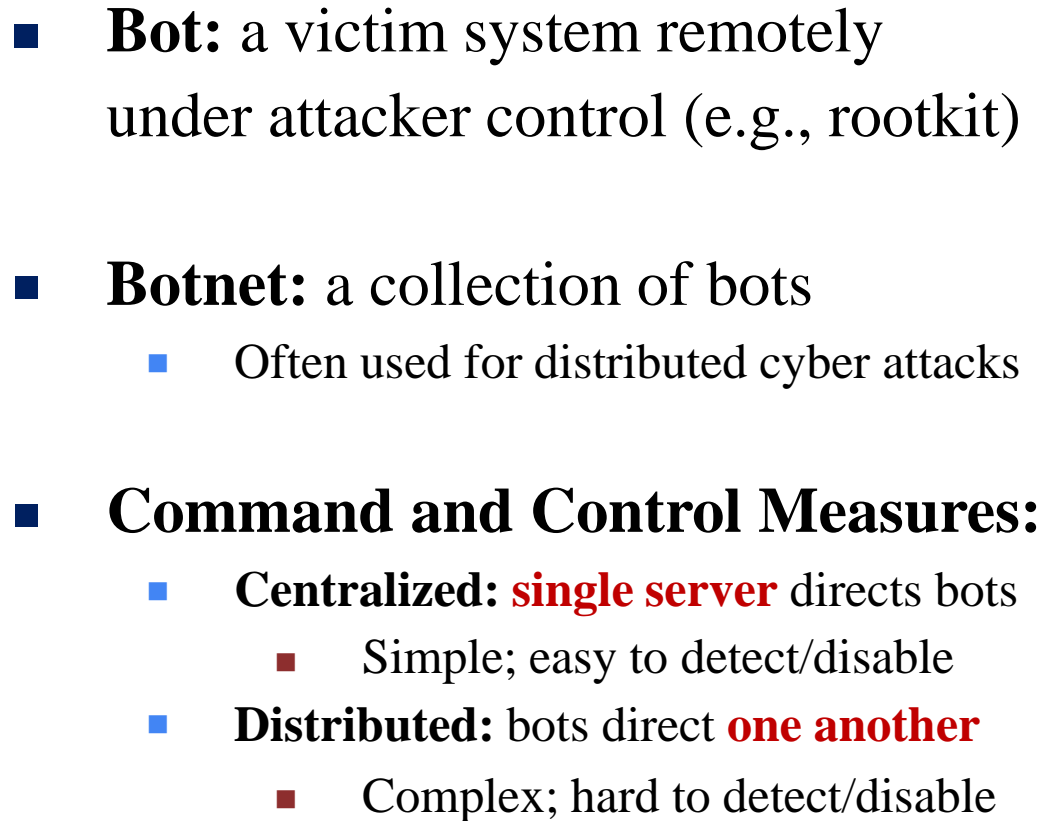 Bot: a victim system remotely
under attacker control (e.g., rootkit)
Botnet: a collection of bots
Often used for distributed cyber attacks
Command and Control Measures:
Centralized: single server directs bots
Simple; easy to detect/disable
Distributed: bots direct one another
Complex; hard to detect/disable